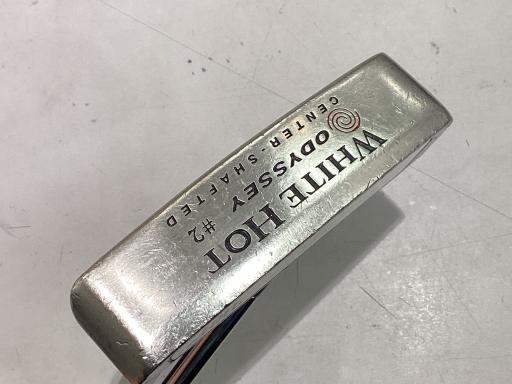 WHITE HOT
ODYSSEY #2
CENTER-SHAFTED